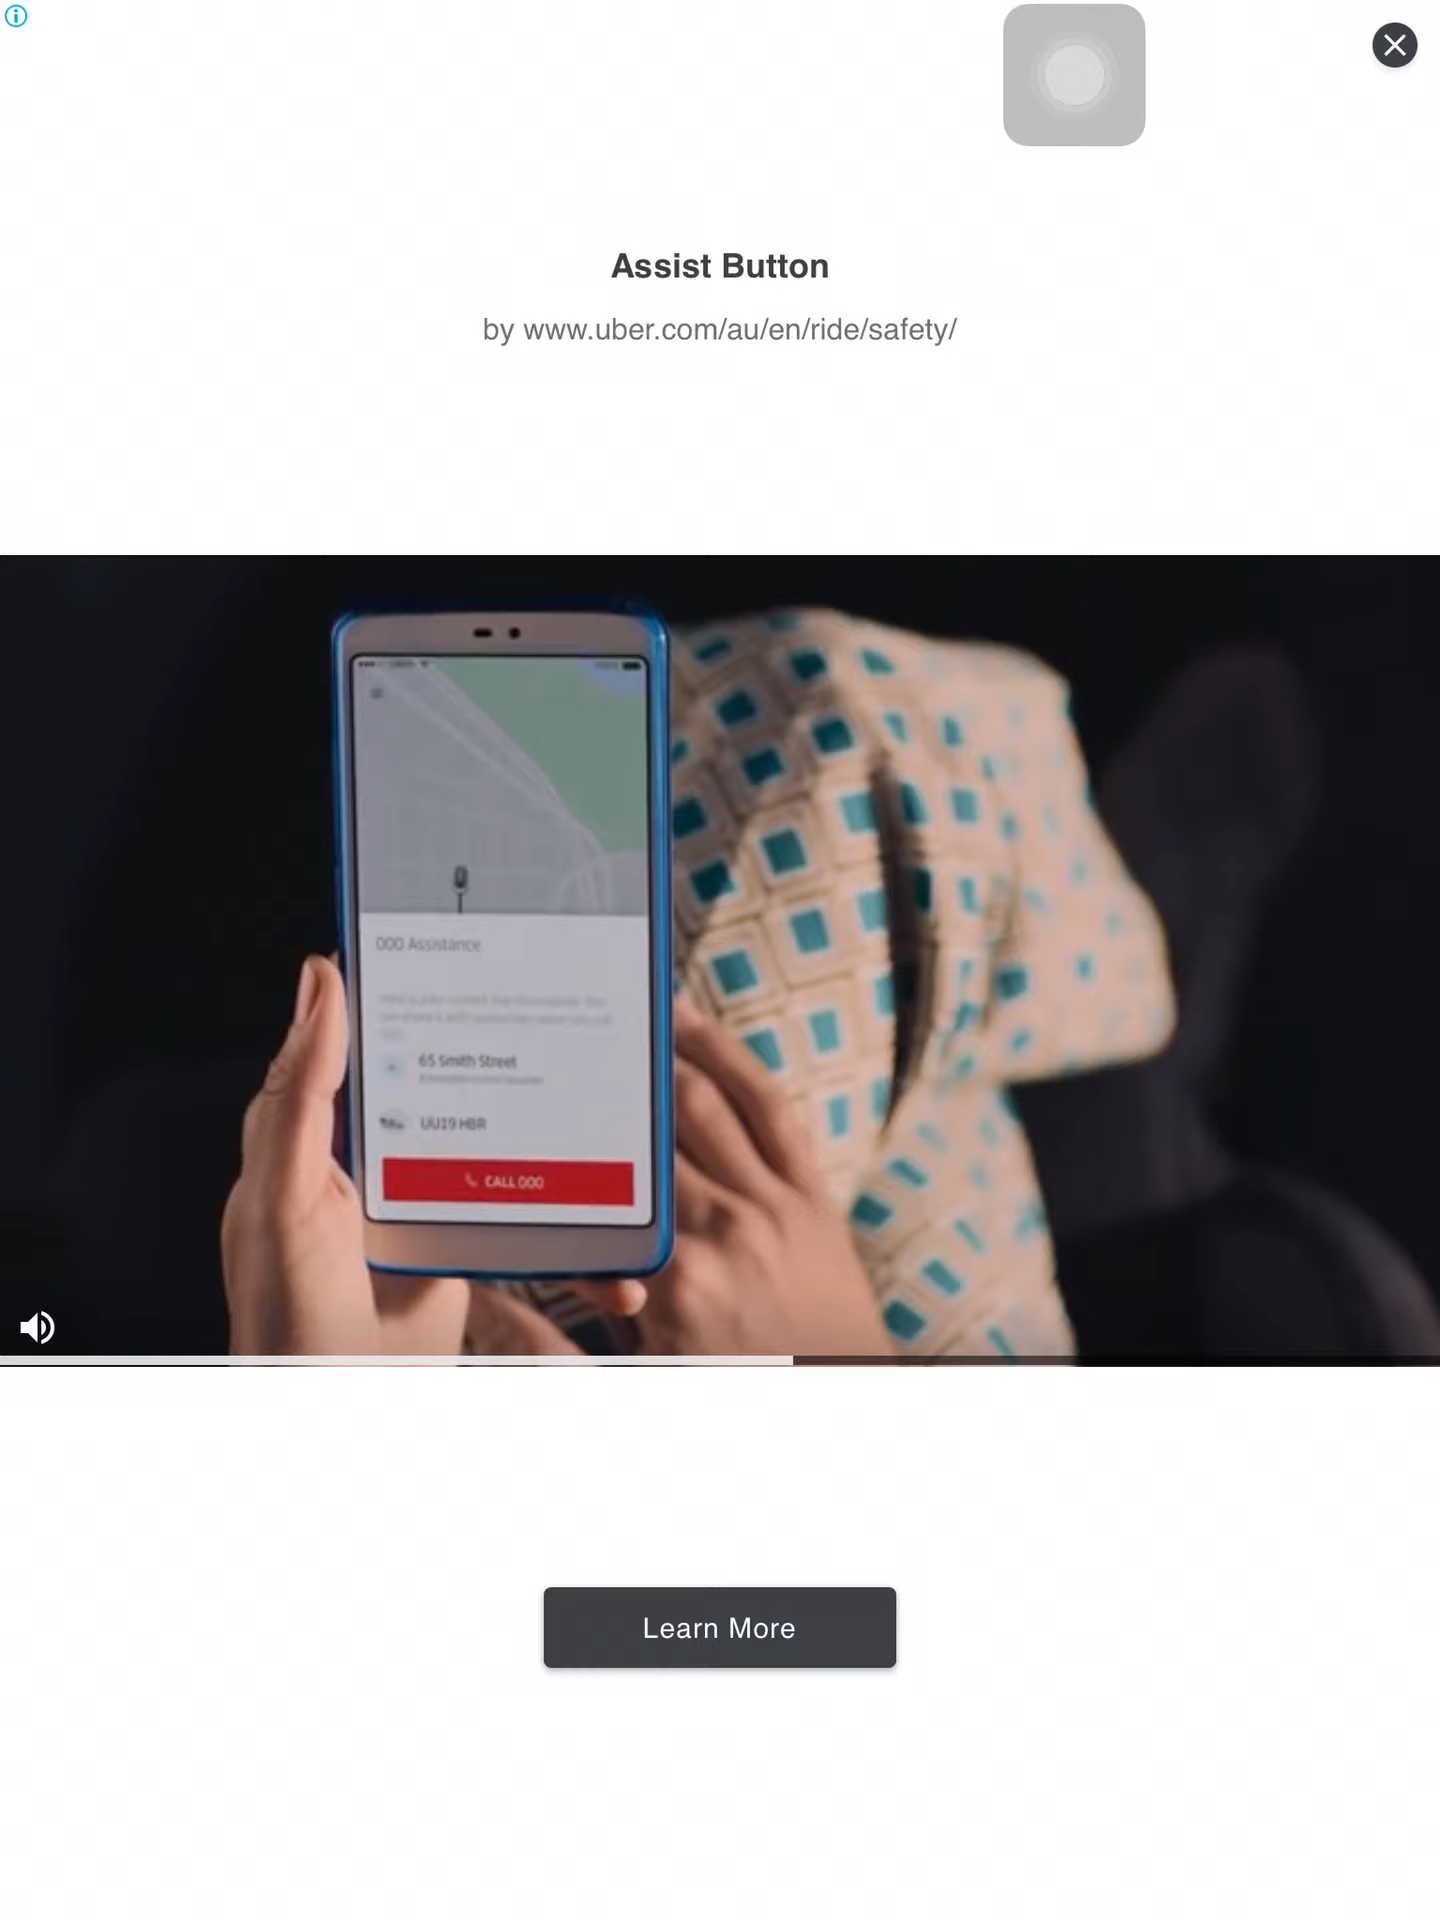 Assist Button
by www.uber.com/au/en/ride/safety/
000 Assistance
65 Smith Street
UU19 HBR
CALL 000
Learn More